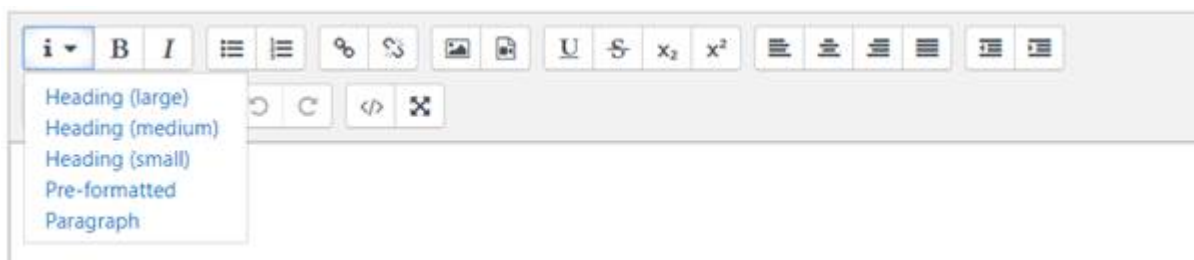 i B I U S x₂ x²
Heading (large)
Heading (medium)
Heading (small)
Pre-formatted
Paragraph